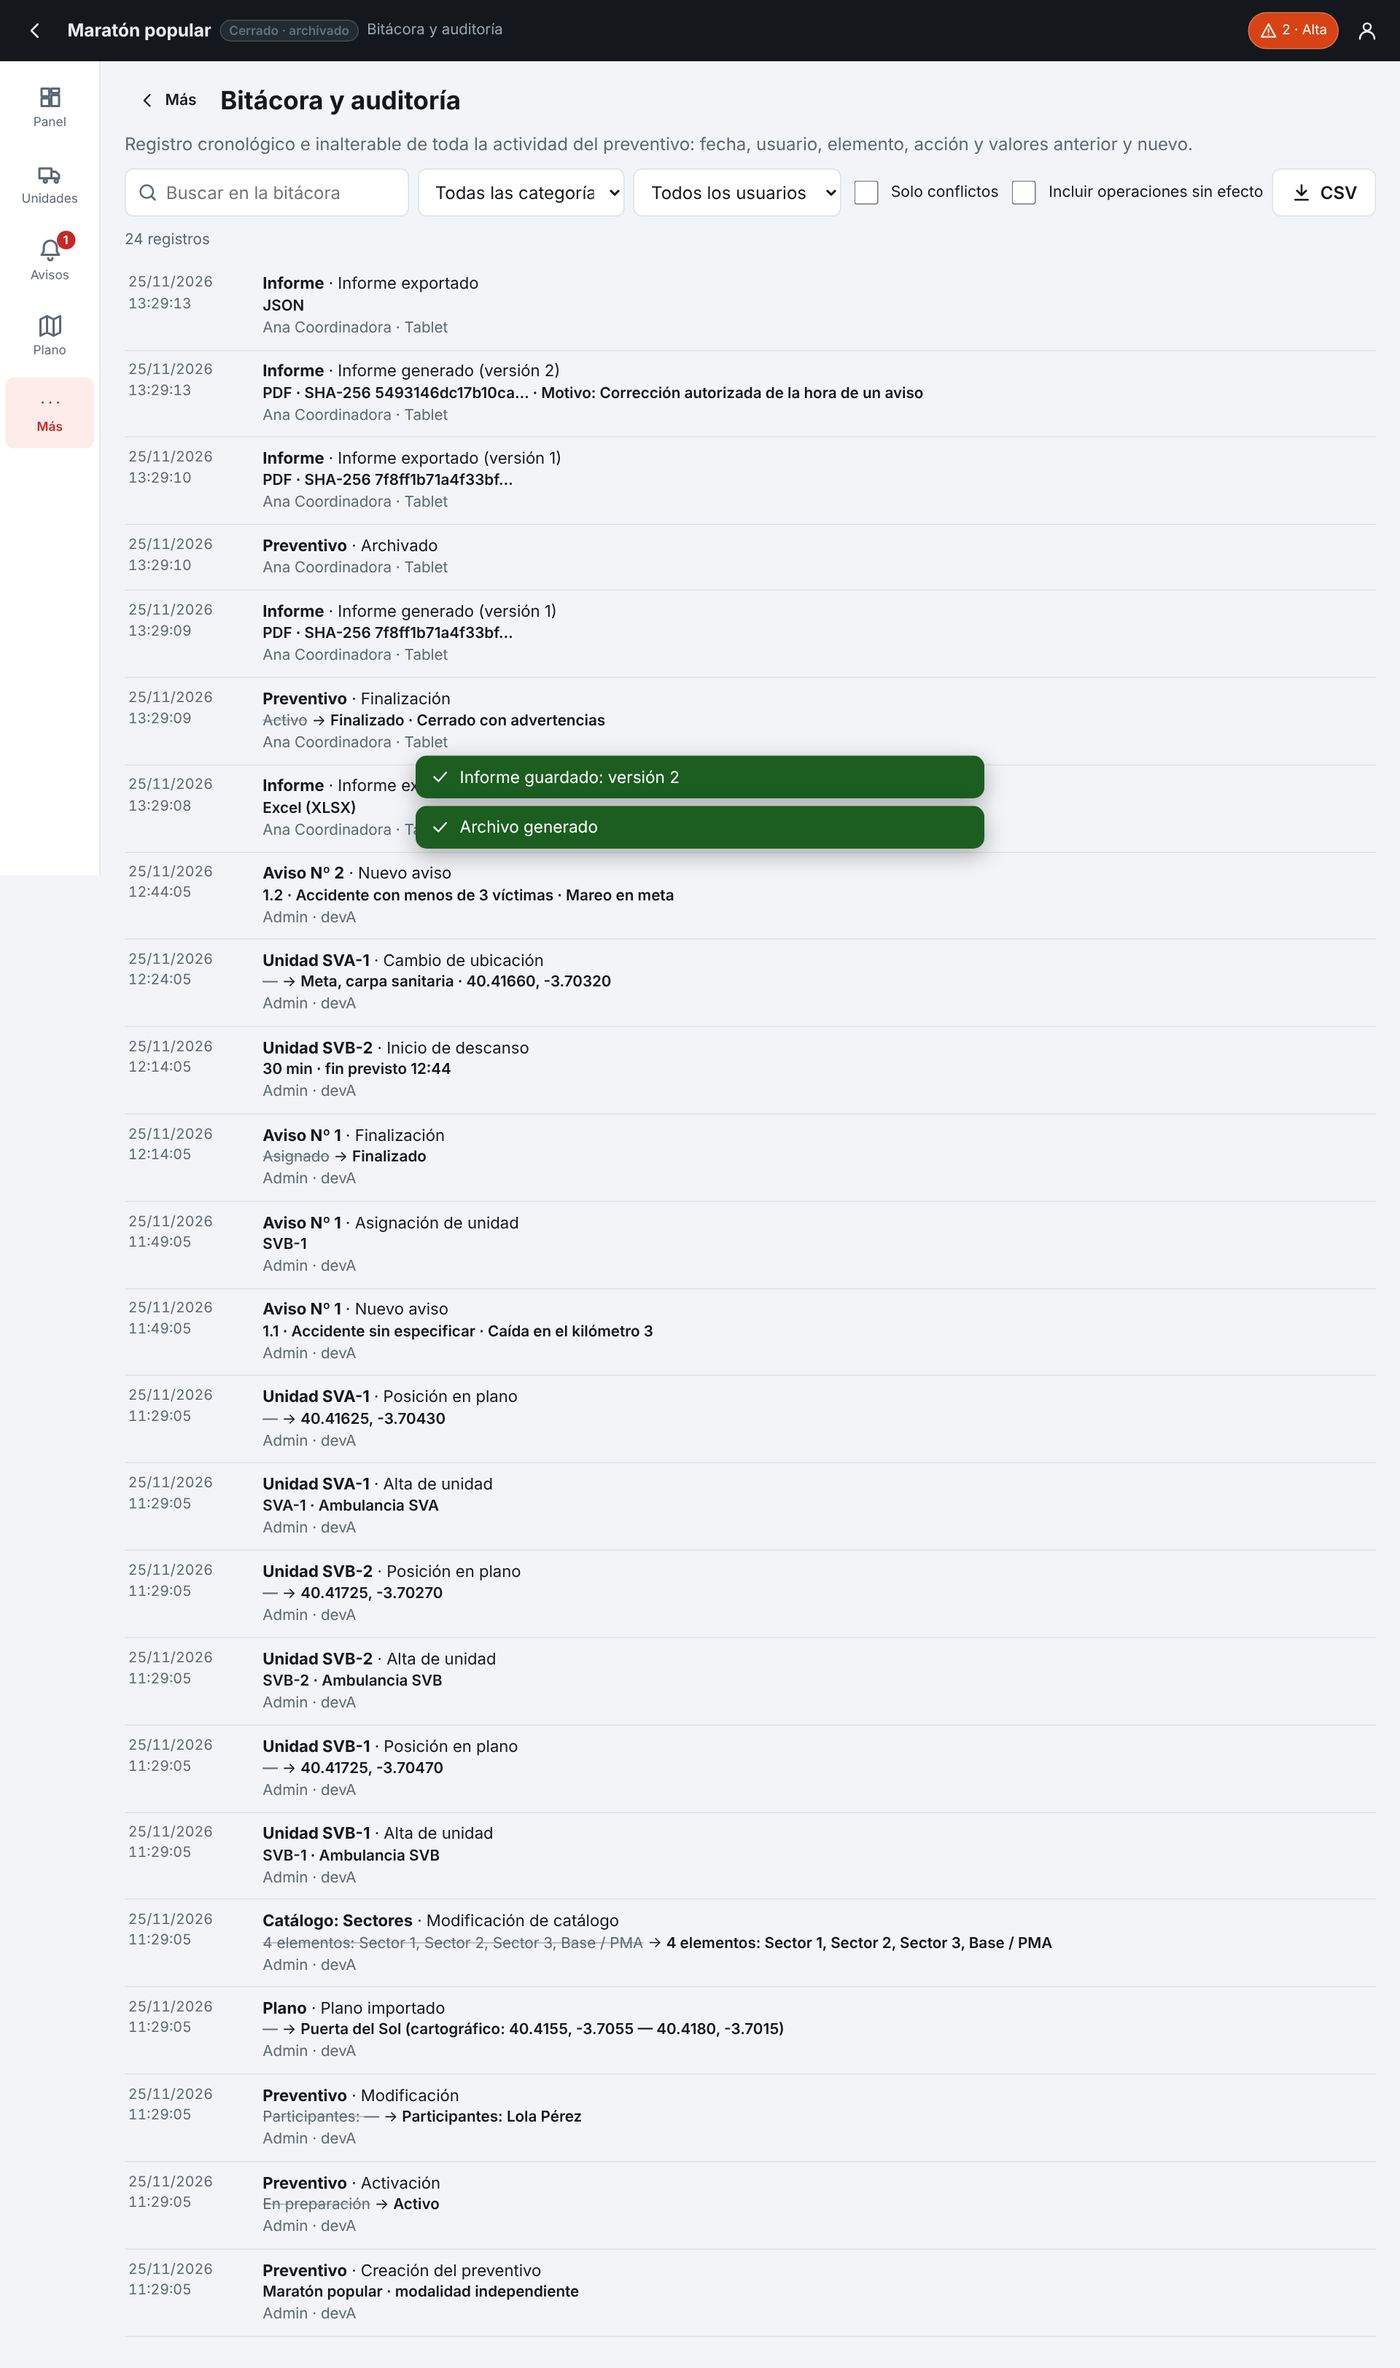 Maratón popular Cerrado · archivado Bitácora y auditoría 2 · Alta
Panel
Unidades
1
Avisos
Plano
Más
Más Bitácora y auditoría
Registro cronológico e inalterable de toda la actividad del preventivo: fecha, usuario, elemento, acción y valores anterior y nuevo.
Buscar en la bitácora Todas las categoría Todos los usuarios Solo conflictos Incluir operaciones sin efecto CSV
24 registros
25/11/2026
13:29:13
Informe · Informe exportado
JSON
Ana Coordinadora · Tablet
25/11/2026
13:29:13
Informe · Informe generado (versión 2)
PDF · SHA-256 5493146dc17b10ca… · Motivo: Corrección autorizada de la hora de un aviso
Ana Coordinadora · Tablet
25/11/2026
13:29:10
Informe · Informe exportado (versión 1)
PDF · SHA-256 7f8ff1b71a4f33bf…
Ana Coordinadora · Tablet
25/11/2026
13:29:10
Preventivo · Archivado
Ana Coordinadora · Tablet
25/11/2026
13:29:09
Informe · Informe generado (versión 1)
PDF · SHA-256 7f8ff1b71a4f33bf…
Ana Coordinadora · Tablet
25/11/2026
13:29:09
Preventivo · Finalización
Activo → Finalizado · Cerrado con advertencias
Ana Coordinadora · Tablet
25/11/2026
13:29:08
Informe · Informe ex
Excel (XLSX)
Ana Coordinadora · Ta
Informe guardado: versión 2
Archivo generado
25/11/2026
12:44:05
Aviso Nº 2 · Nuevo aviso
1.2 · Accidente con menos de 3 víctimas · Mareo en meta
Admin · devA
25/11/2026
12:24:05
Unidad SVA-1 · Cambio de ubicación
— → Meta, carpa sanitaria · 40.41660, -3.70320
Admin · devA
25/11/2026
12:14:05
Unidad SVB-2 · Inicio de descanso
30 min · fin previsto 12:44
Admin · devA
25/11/2026
12:14:05
Aviso Nº 1 · Finalización
Asignado → Finalizado
Admin · devA
25/11/2026
11:49:05
Aviso Nº 1 · Asignación de unidad
SVB-1
Admin · devA
25/11/2026
11:49:05
Aviso Nº 1 · Nuevo aviso
1.1 · Accidente sin especificar · Caída en el kilómetro 3
Admin · devA
25/11/2026
11:29:05
Unidad SVA-1 · Posición en plano
— → 40.41625, -3.70430
Admin · devA
25/11/2026
11:29:05
Unidad SVA-1 · Alta de unidad
SVA-1 · Ambulancia SVA
Admin · devA
25/11/2026
11:29:05
Unidad SVB-2 · Posición en plano
— → 40.41725, -3.70270
Admin · devA
25/11/2026
11:29:05
Unidad SVB-2 · Alta de unidad
SVB-2 · Ambulancia SVB
Admin · devA
25/11/2026
11:29:05
Unidad SVB-1 · Posición en plano
— → 40.41725, -3.70470
Admin · devA
25/11/2026
11:29:05
Unidad SVB-1 · Alta de unidad
SVB-1 · Ambulancia SVB
Admin · devA
25/11/2026
11:29:05
Catálogo: Sectores · Modificación de catálogo
4 elementos: Sector 1, Sector 2, Sector 3, Base / PMA → 4 elementos: Sector 1, Sector 2, Sector 3, Base / PMA
Admin · devA
25/11/2026
11:29:05
Plano · Plano importado
— → Puerta del Sol (cartográfico: 40.4155, -3.7055 — 40.4180, -3.7015)
Admin · devA
25/11/2026
11:29:05
Preventivo · Modificación
Participantes: — → Participantes: Lola Pérez
Admin · devA
25/11/2026
11:29:05
Preventivo · Activación
En preparación → Activo
Admin · devA
25/11/2026
11:29:05
Preventivo · Creación del preventivo
Maratón popular · modalidad independiente
Admin · devA